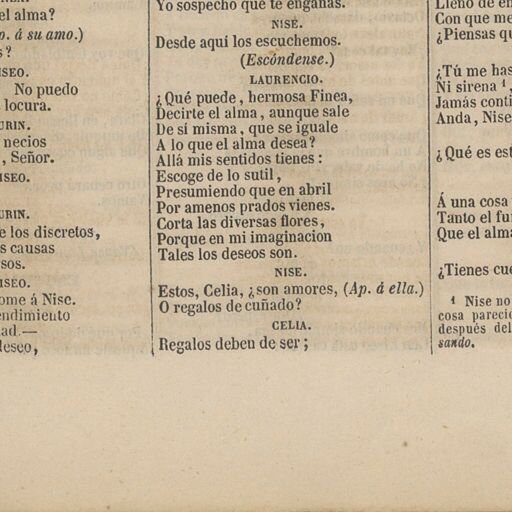 el alma?
p. á su amo.)
s?
ISEO.
No puedo
locura.
URIN.
necios
, Señor.
ISEO.
URIN.
e los discretos,
s causas
sos.
ISEO.
ome á Nise.
endimiento
ad.—
deseo,
Yo sospecho que te engañas.
NISE.
Desde aquí los escuchemos.
(Escóndense.)
LAURENCIO.
¿Qué puede, hermosa Finea,
Decirte el alma, aunque sale
De sí misma, que se iguale
A lo que el alma desea?
Allá mis sentidos tienes:
Escoge de lo sutil,
Presumiendo que en abril
Por amenos prados vienes.
Corta las diversas flores,
Porque en mi imaginacion
Tales los deseos son.
NISE.
Estos, Celia, ¿son amores, (Ap. á ella.)
O regalos de cuñado?
CELIA.
Regalos deben de ser;
Lleno de en
Con que me
¿Piensas qu
¿Tú me has
Ni sirena 1,
Jamás conti
Anda, Nise
¿Qué es est
Á una cosa
Tanto el fu
Que el alma
¿Tienes cue
1 Nise no
cosa pareci
después del
sando.